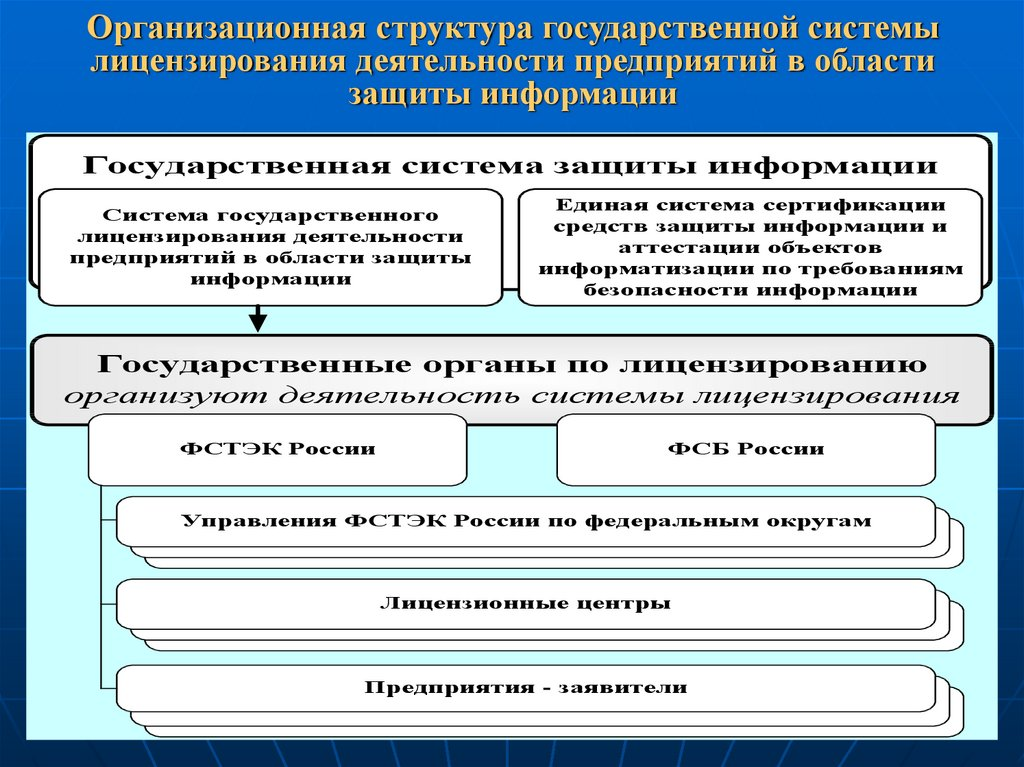 Организационная структура государственной системы
лицензирования деятельности предприятий в области
защиты информации
Государственная система защиты информации
Система государственного
лицензирования деятельности
предприятий в области защиты
информации
Единая система сертификации
средств защиты информации и
аттестации объектов
информатизации по требованиям
безопасности информации
Государственные органы по лицензированию
организуют деятельность системы лицензирования
ФСТЭК России
ФСБ России
Управления ФСТЭК России по федеральным округам
Лицензионные центры
Предприятия - заявители